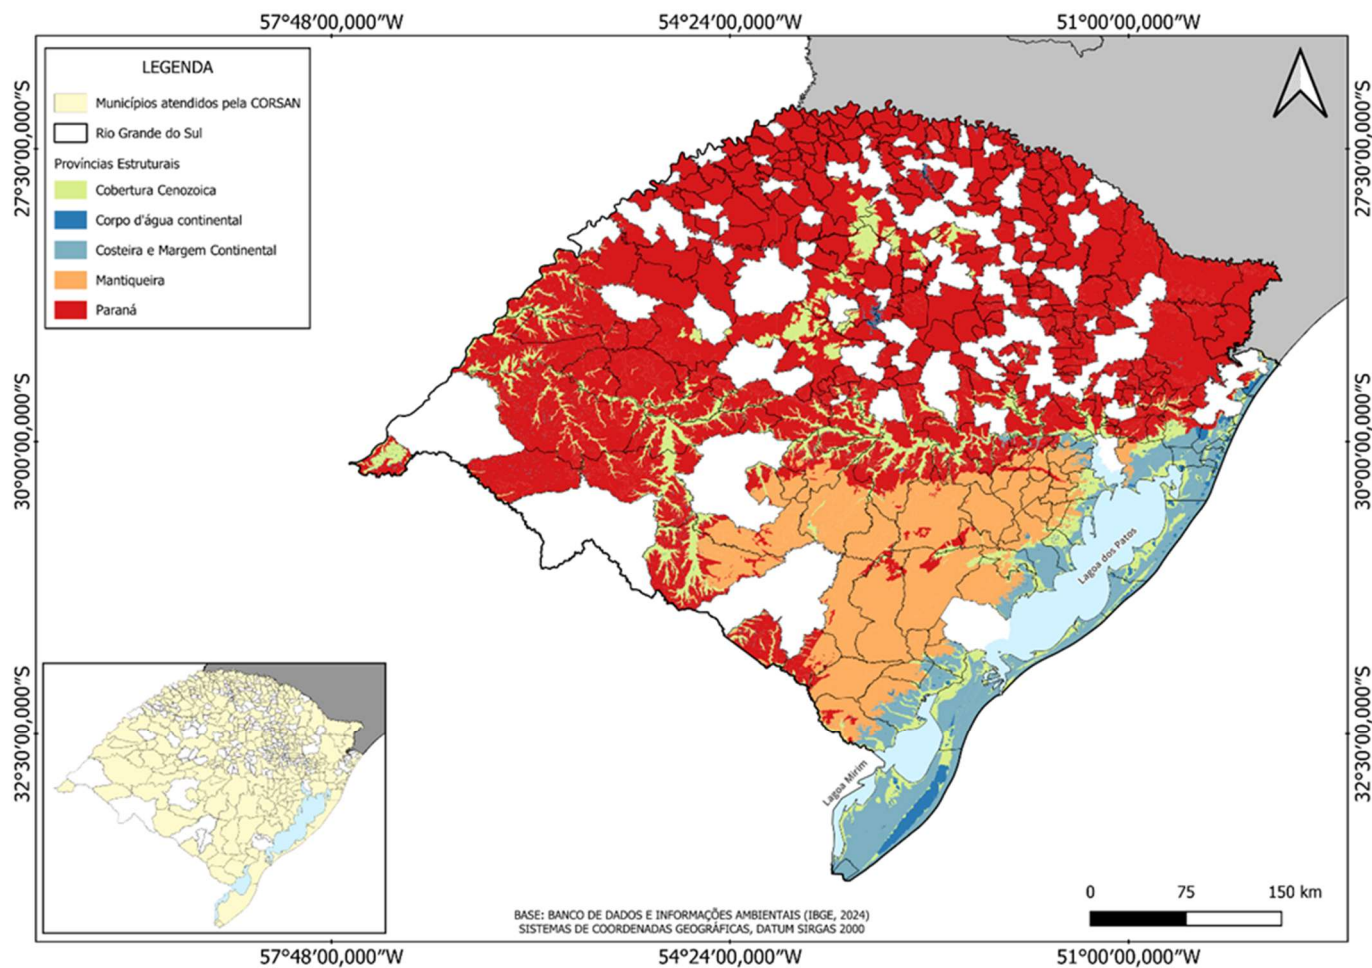 57°48′00,000″W
54°24′00,000″W
51°00′00,000″W
LEGENDA
Municípios atendidos pela CORSAN
Rio Grande do Sul
Províncias Estruturais
Cobertura Cenozoica
Corpo d'água continental
Costeira e Margem Continental
Mantiqueira
Paraná
27°30′00,000″S
27°30′00,000″S
30°00′00,000″S
30°00′00,000″S
32°30′00,000″S
32°30′00,000″S
Lagoa dos Patos
Lagoa Mirim
0 75 150 km
BASE: BANCO DE DADOS E INFORMAÇÕES AMBIENTAIS (IBGE, 2024)
SISTEMAS DE COORDENADAS GEOGRÁFICAS, DATUM SIRGAS 2000
57°48′00,000″W
54°24′00,000″W
51°00′00,000″W